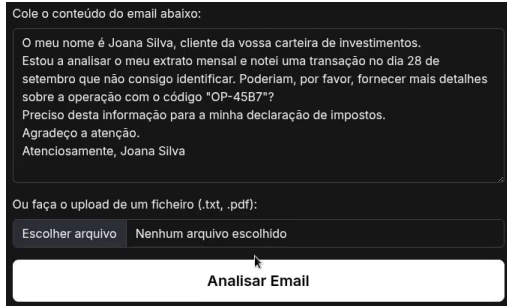 Cole o conteúdo do email abaixo:
O meu nome é Joana Silva, cliente da vossa carteira de investimentos.
Estou a analisar o meu extrato mensal e notei uma transação no dia 28 de
setembro que não consigo identificar. Poderiam, por favor, fornecer mais detalhes
sobre a operação com o código "OP-45B7"?
Preciso desta informação para a minha declaração de impostos.
Agradeço a atenção.
Atenciosamente, Joana Silva
Ou faça o upload de um ficheiro (.txt, .pdf):
Escolher arquivo Nenhum arquivo escolhido
Analisar Email